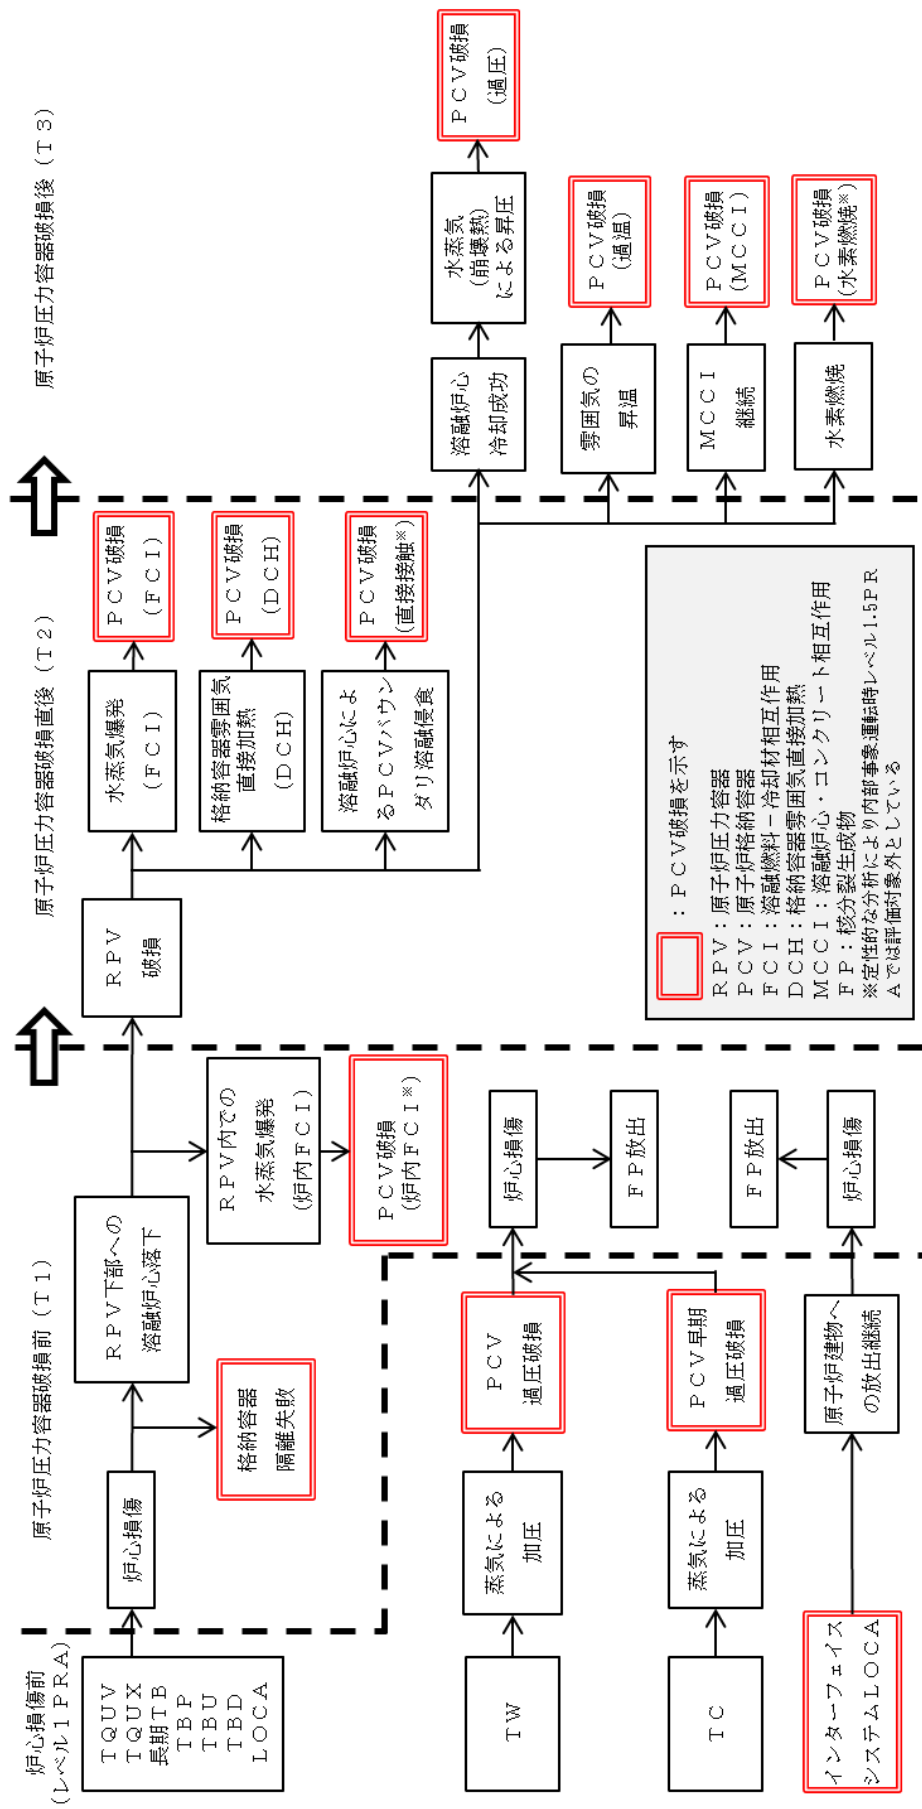 炉心損傷前
(レベル1PRA)
原子炉圧力容器破損前(T1)
原子炉圧力容器破損直後(T2)
原子炉圧力容器破損後(T3)
TQUV
TQUX
長期TB
TBP
TBU
TBD
LOCA
炉心損傷
格納容器
隔離失敗
RPV下部への
溶融炉心落下
RPV内での
水蒸気爆発
(炉内FCI)
PCV破損
(炉内FCI※)
RPV
破損
水蒸気爆発
(FCI)
PCV破損
(FCI)
格納容器雰囲気
直接加熱
(DCH)
PCV破損
(DCH)
溶融炉心によ
るPCVバウン
ダリ溶融侵食
PCV破損
(直接接触※)
溶融炉心
冷却成功
水蒸気
(崩壊熱)
による昇圧
PCV破損
(過圧)
雰囲気の
昇温
PCV破損
(過温)
MCCI
継続
PCV破損
(MCCI)
水素燃焼
PCV破損
(水素燃焼※)
TW
蒸気による
加圧
PCV
過圧破損
炉心損傷
FP放出
TC
蒸気による
加圧
PCV早期
過圧破損
インターフェイス
システムLOCA
原子炉建物へ
の放出継続
炉心損傷
FP放出
:PCV破損を示す
RPV:原子炉圧力容器
PCV:原子炉格納容器
FCI:溶融燃料-冷却材相互作用
DCH:格納容器雰囲気直接加熱
MCCI:溶融炉心・コンクリート相互作用
FP:核分裂生成物
※定性的な分析により内部事象運転時レベル1.5PR
Aでは評価対象外としている